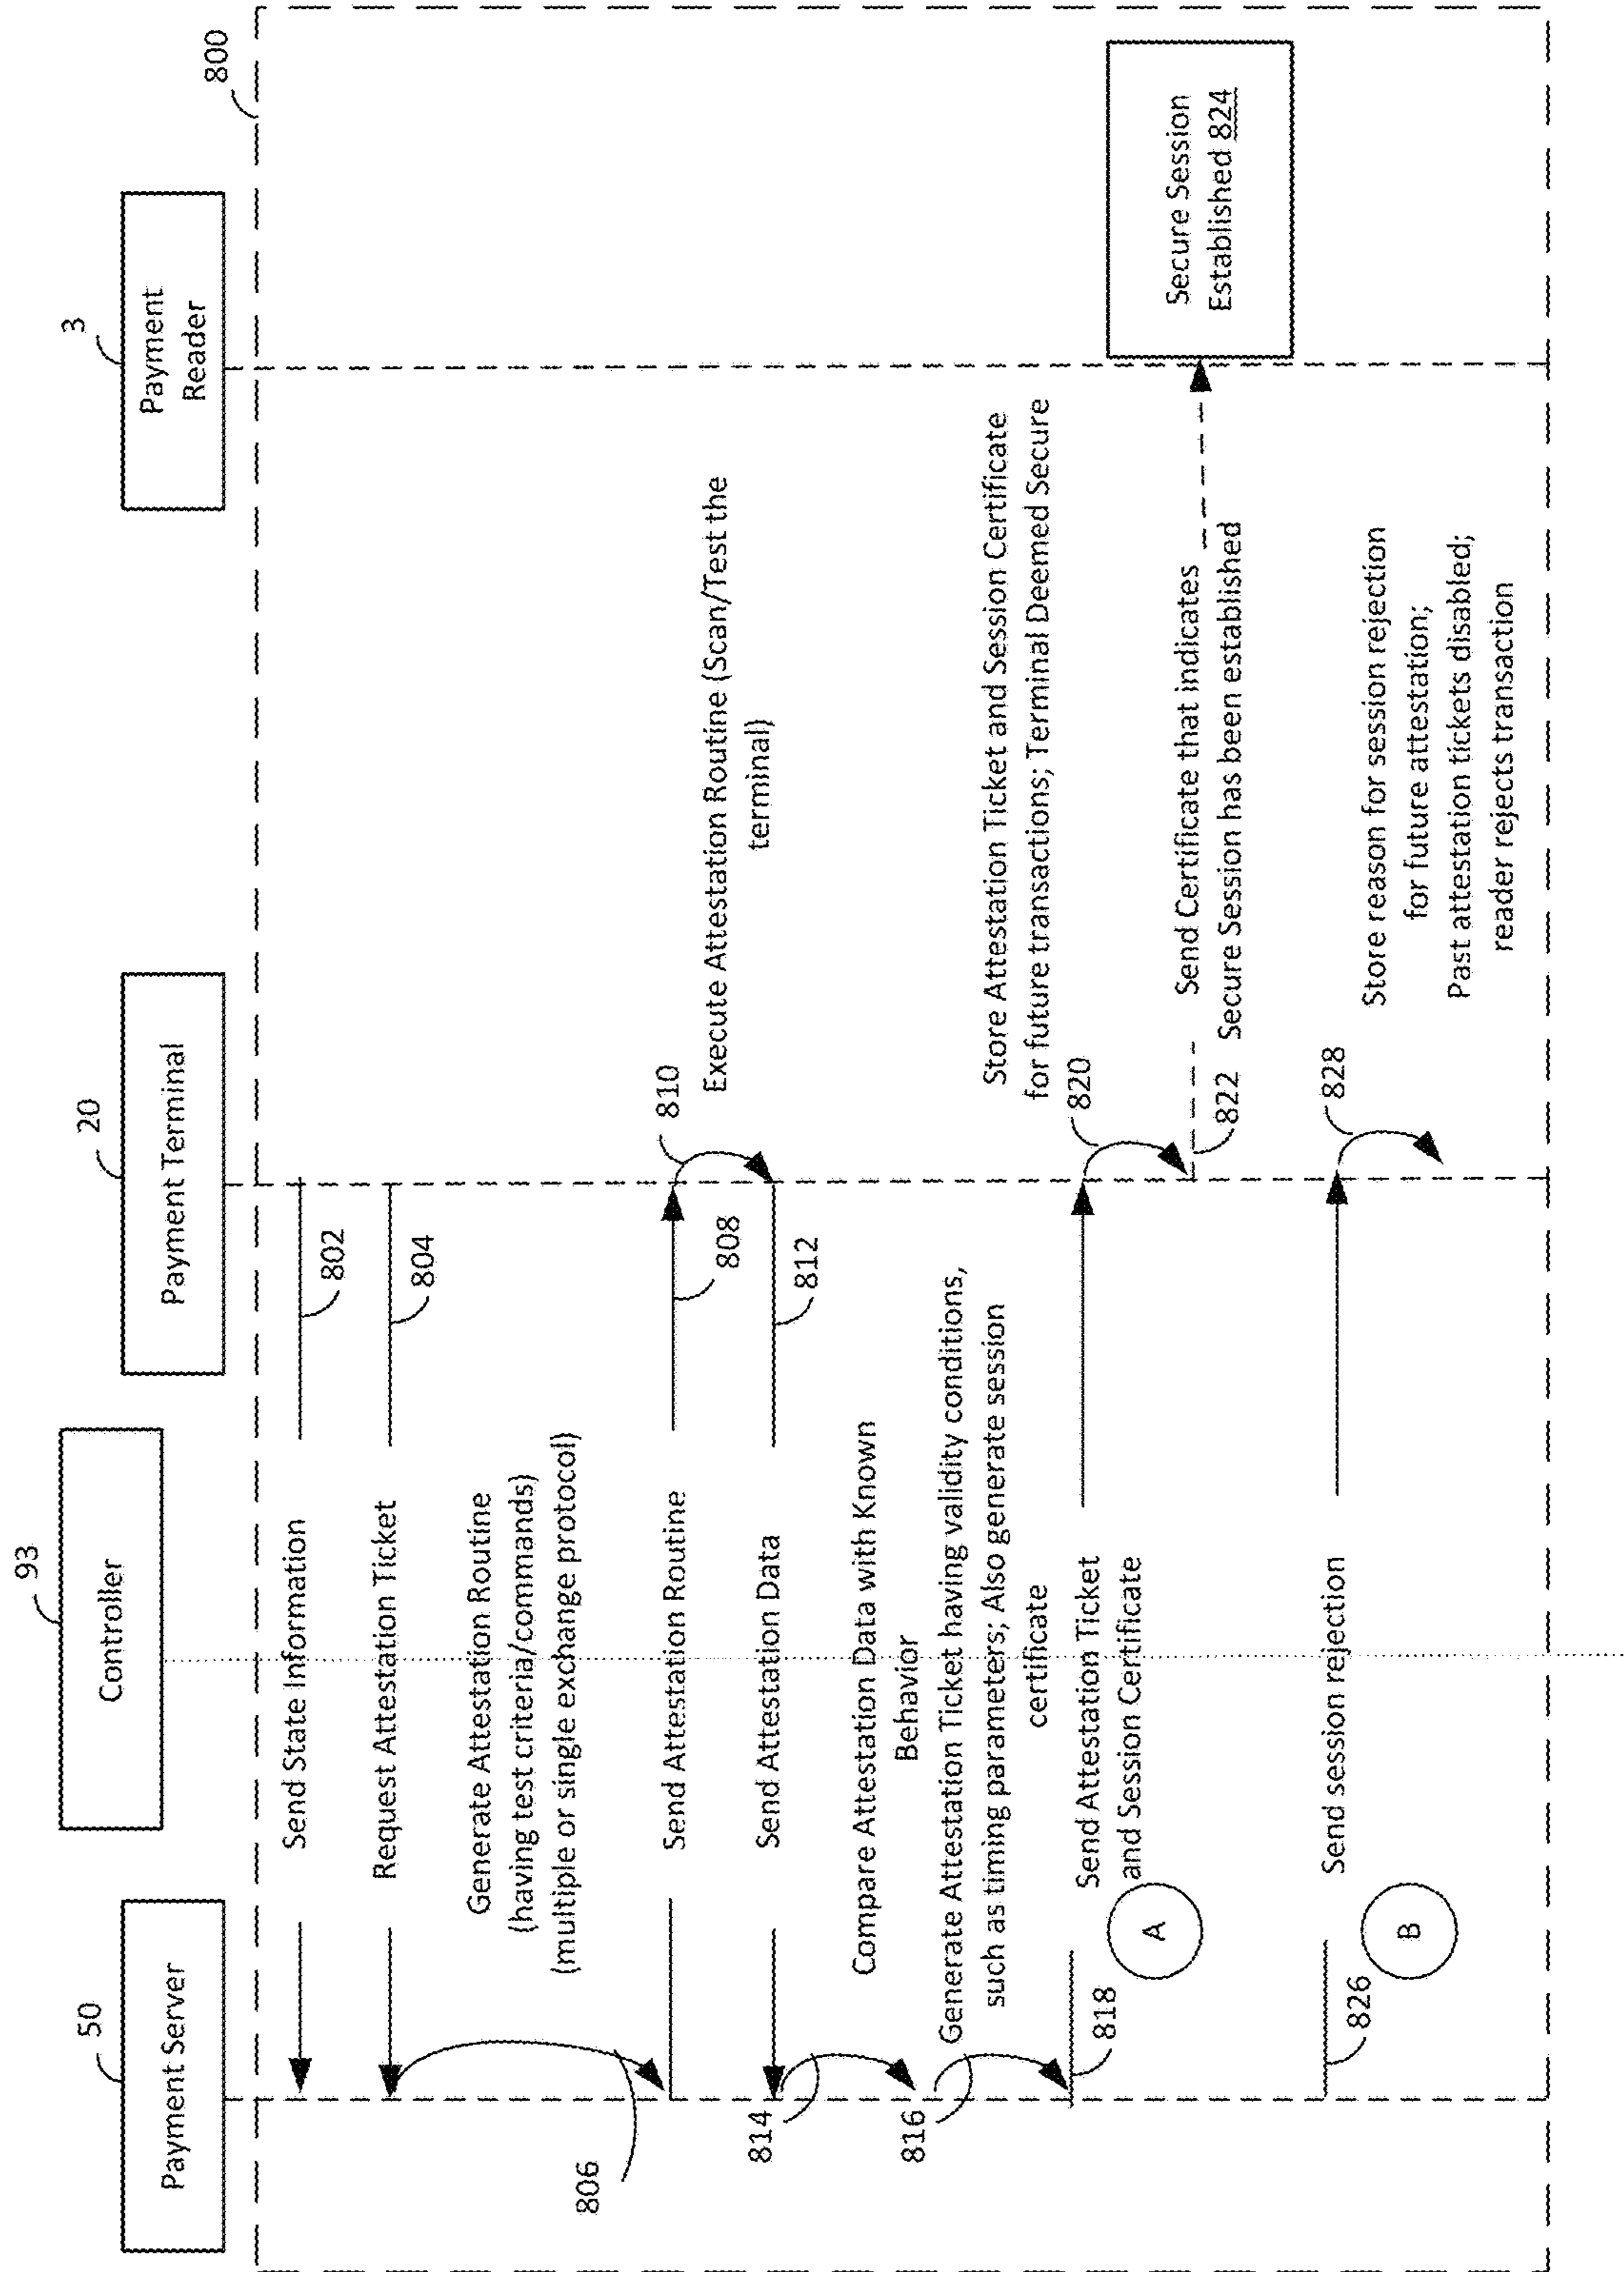 50
Payment Server
93
Controller
20
Payment Terminal
3
Payment
Reader
800
Send State Information
802
Request Attestation Ticket
804
Generate Attestation Routine
(having test criteria/commands)
(multiple or single exchange protocol)
806
Send Attestation Routine
808
810
Execute Attestation Routine (Scan/Test the
terminal)
Send Attestation Data
812
814
Compare Attestation Data with Known
Behavior
816
Generate Attestation Ticket having validity conditions,
such as timing parameters; Also generate session
certificate
818
Send Attestation Ticket
and Session Certificate
A
Store Attestation Ticket and Session Certificate
for future transactions; Terminal Deemed Secure
820
Send Certificate that indicates
822
Secure Session has been established
Secure Session
Established 824
826
Send session rejection
B
828
Store reason for session rejection
for future attestation;
Past attestation tickets disabled;
reader rejects transaction